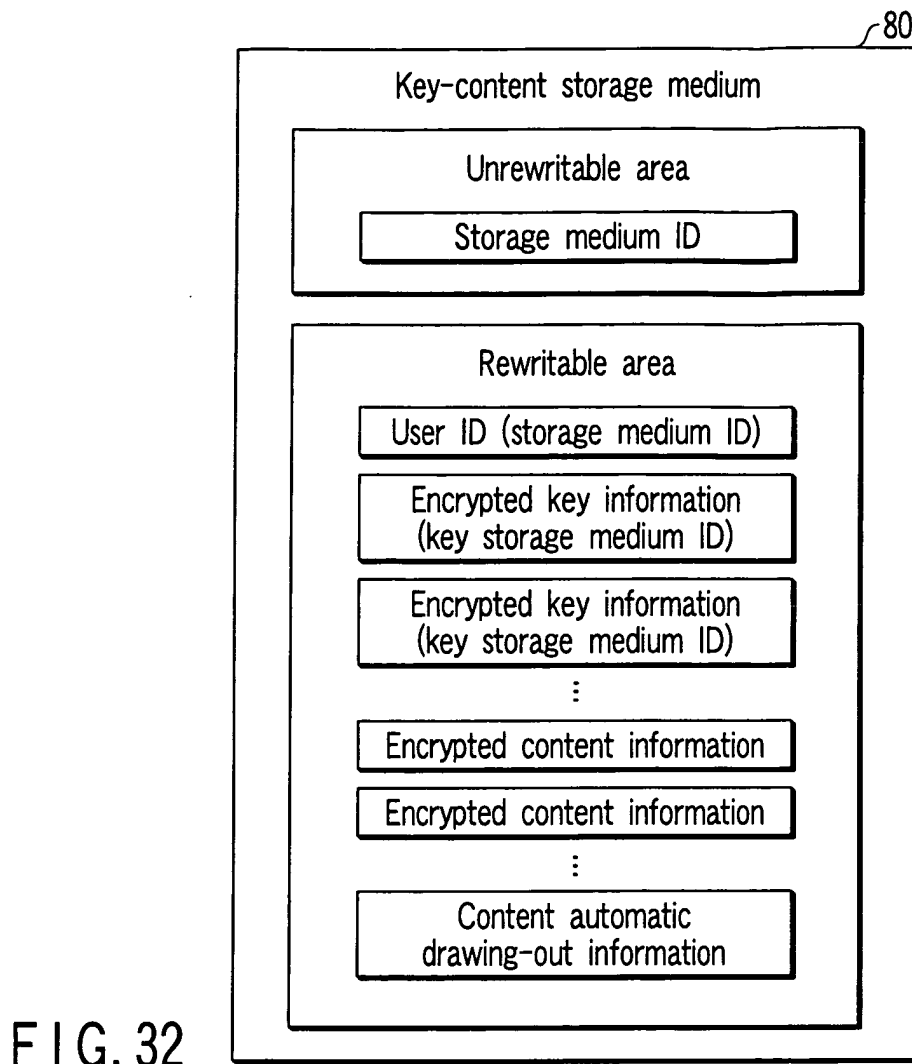 80
Key-content storage medium
Unrewritable area
Storage medium ID
Rewritable area
User ID (storage medium ID)
Encrypted key information
(key storage medium ID)
Encrypted key information
(key storage medium ID)
⋮
Encrypted content information
Encrypted content information
⋮
Content automatic
drawing-out information
FIG. 32